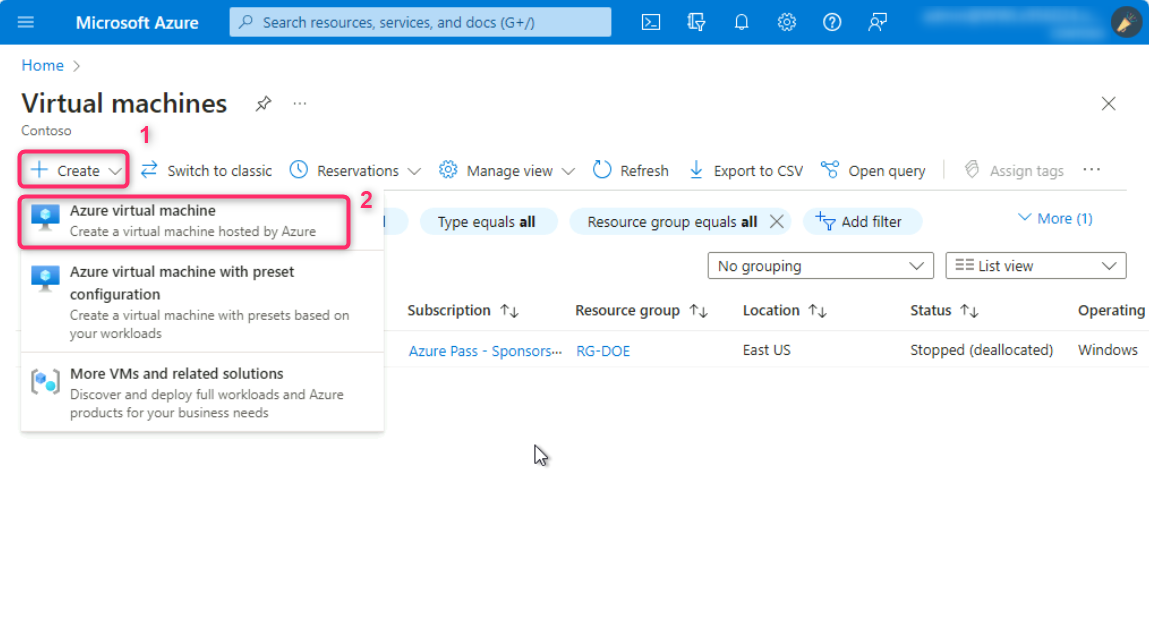 Microsoft Azure
Search resources, services, and docs (G+/)
Home
Virtual machines
...
Contoso
1
Create
Switch to classic
Reservations
Manage view
Refresh
Export to CSV
Open query
Assign tags
...
2
Azure virtual machine
Create a virtual machine hosted by Azure
Type equals all
Resource group equals all
Add filter
More (1)
Azure virtual machine with preset
configuration
Create a virtual machine with presets based on
your workloads
More VMs and related solutions
Discover and deploy full workloads and Azure
products for your business needs
No grouping
List view
Subscription
Resource group
Location
Status
Operating
Azure Pass - Sponsors...
RG-DOE
East US
Stopped (deallocated)
Windows